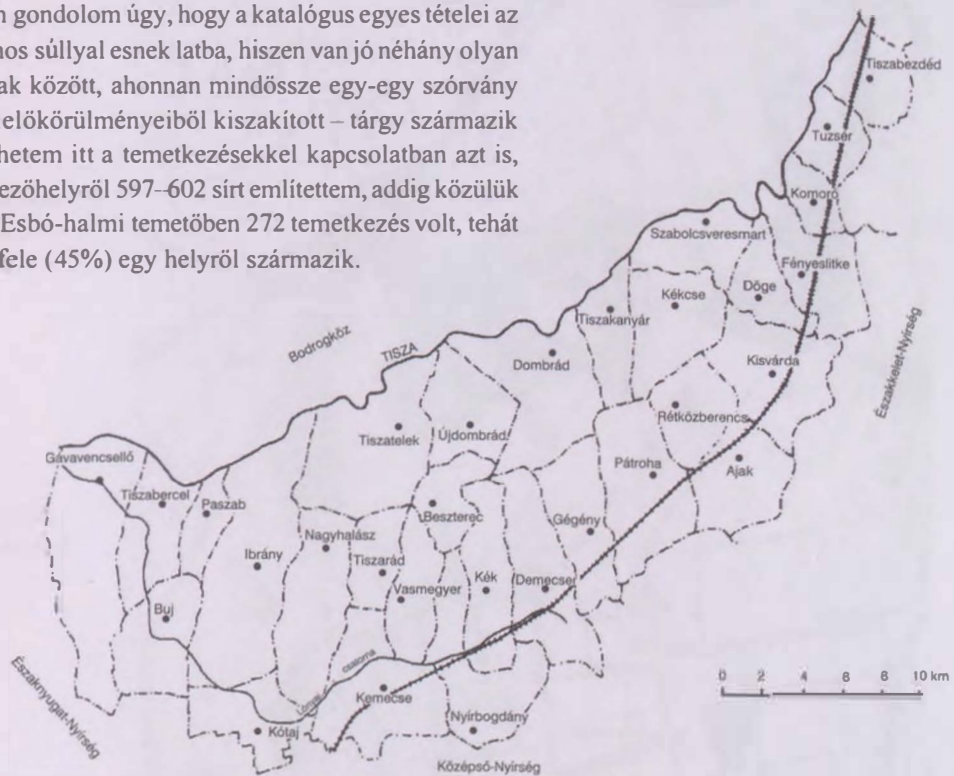 n gondolom úgy, hogy a katalógus egyes tételei az
nos súllyal esnek latba, hiszen van jó néhány olyan
ak között, ahonnan mindössze egy-egy szórvány
előkörülményeiből kiszakított – tárgy származik
hetem itt a temetkezésekkel kapcsolatban azt is,
ezőhelyről 597--602 sírt említettem, addig közülük
Esbó-halmi temetőben 272 temetkezés volt, tehát
fele (45%) egy helyről származik.
Tiszabezdéd
Tuzsér
Komoró
Szabolcsveresmart
Fényeslitke
Döge
Kékcse
Tiszakanyár
Bodrogköz
TISZA
Dombrád
Kisvárda
Északkelet-Nyírség
Rétközberencs
Tiszatelek
Újdombrád
Pátroha
Ajak
Gávavencsellő
Tiszabercel
Paszab
Beszterec
Gégény
Nagyhalász
Ibrány
Tiszarád
Vasmegyer
Kék
Demecser
Buj
Lónyai
csatorna
Északnyugat-Nyírség
Kemecse
Kótaj
Nyírbogdány
Középső-Nyírség
0 2 4 6 8 10 km